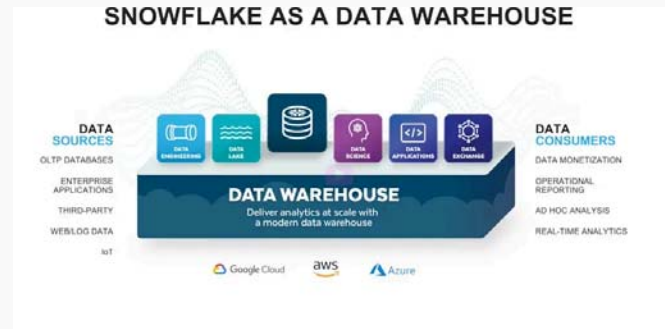 SNOWFLAKE AS A DATA WAREHOUSE
DATA
SOURCES
OLTP DATABASES
ENTERPRISE
APPLICATIONS
THIRD-PARTY
WEB/LOG DATA
IoT
DATA
ENGINEERING
DATA
LAKE
DATA
SCIENCE
DATA
APPLICATIONS
DATA
EXCHANGE
DATA WAREHOUSE
Deliver analytics at scale with
a modern data warehouse
DATA
CONSUMERS
DATA MONETIZATION
OPERATIONAL
REPORTING
AD HOC ANALYSIS
REAL-TIME ANALYTICS
Google Cloud
aws
Azure